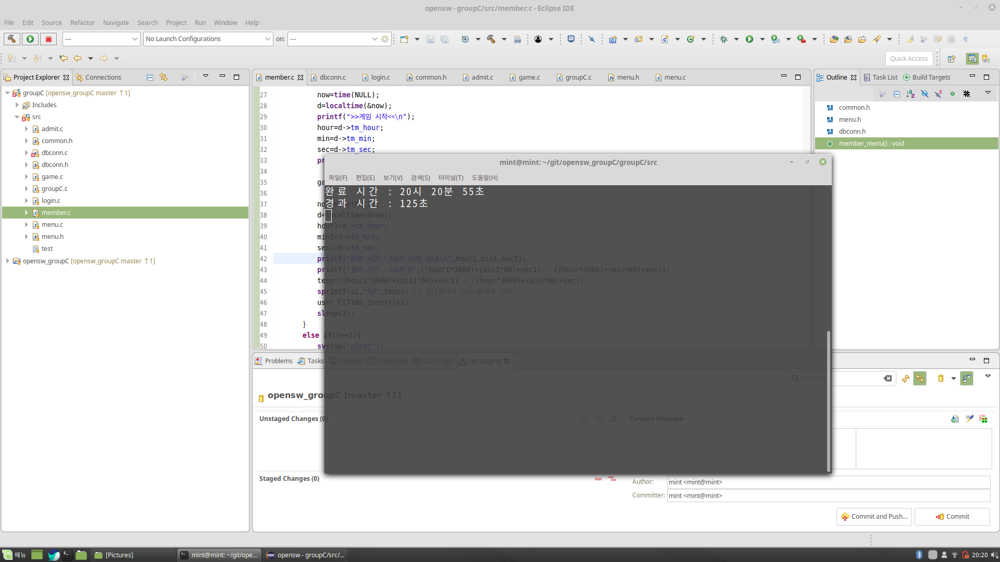 opensw - groupC/src/member.c - Eclipse IDE
File Edit Source Refactor Navigate Search Project Run Window Help
--- No Launch Configurations on: ---
Quick Access
Project Explorer Connections
groupC [opensw_groupC master ↑1]
Includes
src
admit.c
common.h
dbconn.c
dbconn.h
game.c
groupC.c
login.c
member.c
menu.c
menu.h
test
opensw_groupC [opensw_groupC master ↑1]
member.c dbconn.c login.c common.h admit.c game.c groupC.c menu.h menu.c
27 now=time(NULL);
28 d=localtime(&now);
29 printf(">>게임 시작<<\n");
30 hour=d->tm_hour;
31 min=d->tm_min;
32 sec=d->tm_sec;
33 pr
34
35 ga
36
37 no
38 d=localtime(&now);
39 hour1=d->tm_hour;
40 min1=d->tm_min;
41 sec1=d->tm_sec;
42 printf("완료 시간 : %d시 %d분 %d초\n",hour1,min1,sec1);
43 printf("경과 시간 : %d초\n",((hour1*3600)+(min1*60)+sec1) - ((hour*3600)+(min*60)+sec));
44 temp=((hour1*3600)+(min1*60)+sec1) - ((hour*3600)+(min*60)+sec);
45 sprintf(s1,"%d",temp); // int형에서 char문자열 변환
46 user_ClTime_Insert(s1);
47 sleep(2);
48 }
49 else if(i==2){
50 system("clear");
mint@mint: ~/git/opensw_groupC/groupC/src
파일(F) 편집(E) 보기(V) 검색(S) 터미널(T) 도움말(H)
완료 시간 : 20시 20분 55초
경과 시간 : 125초
Outline Task List Build Targets
common.h
menu.h
dbconn.h
member_menu() : void
Problems Tasks Console Properties Call Graph Git Staging
opensw_groupC [master ↑1]
Unstaged Changes (0)
Staged Changes (0)
Commit Message
Author: mint <mint@mint>
Committer: mint <mint@mint>
Commit and Push... Commit
메뉴 [Pictures] mint@mint: ~/git/ope... opensw - groupC/src/... 20:20